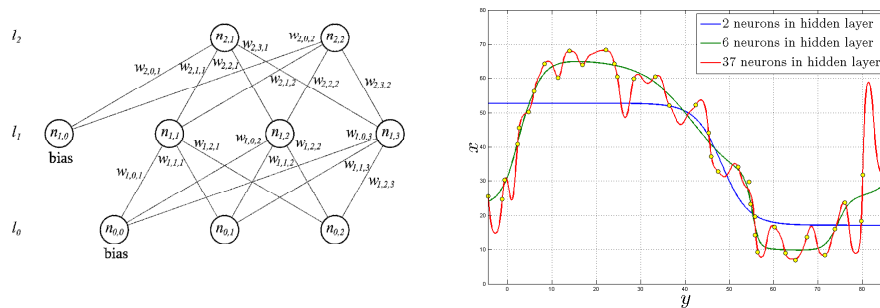 l2
n2,1
n2,2
w2,0,1
w2,1,1
w2,2,1
w2,3,1
w2,0,2
w2,1,2
w2,2,2
w2,3,2
l1
n1,0
n1,1
n1,2
n1,3
bias
w1,0,1
w1,1,1
w1,2,1
w1,0,2
w1,1,2
w1,2,2
w1,0,3
w1,1,3
w1,2,3
l0
n0,0
n0,1
n0,2
bias
2 neurons in hidden layer
6 neurons in hidden layer
37 neurons in hidden layer
80
70
60
50
40
30
20
10
0
x
0
20
40
60
80
y